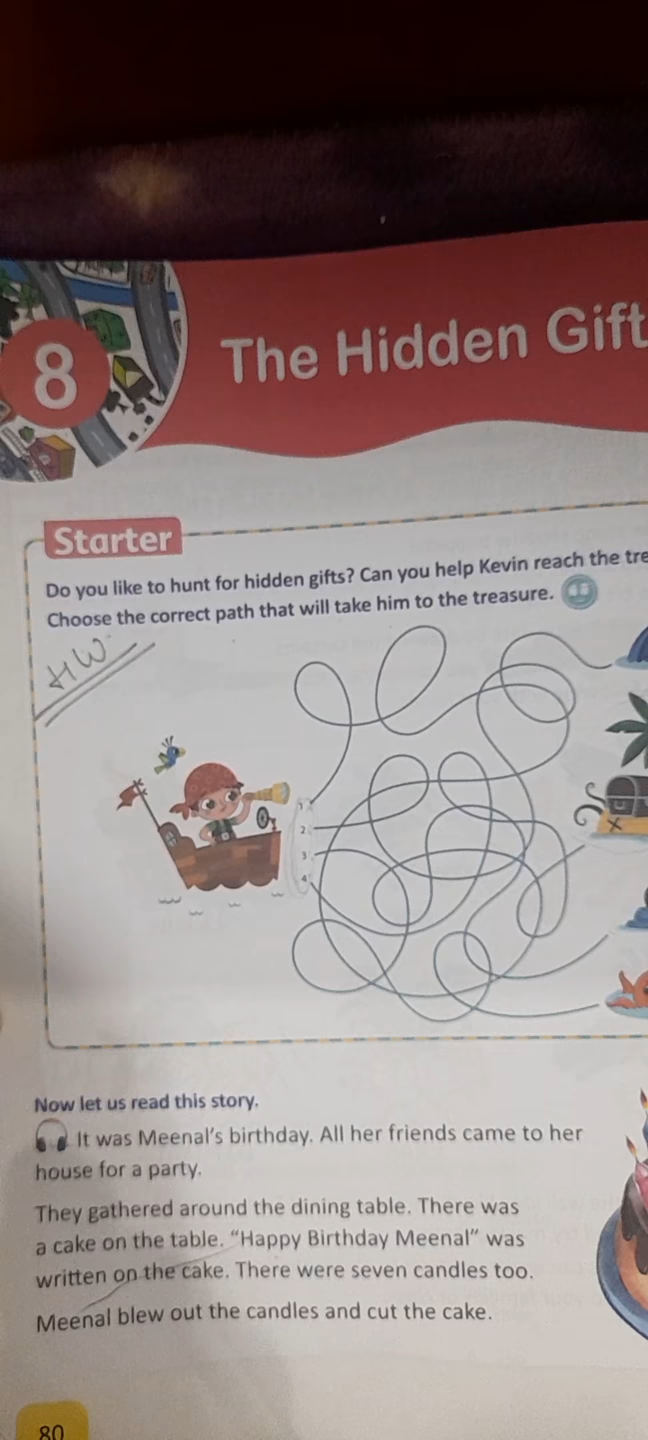 8
The Hidden Gift
Starter
Do you like to hunt for hidden gifts? Can you help Kevin reach the tre
Choose the correct path that will take him to the treasure.
HW
1
2
3
4
Now let us read this story.
It was Meenal's birthday. All her friends came to her
house for a party.
They gathered around the dining table. There was
a cake on the table. “Happy Birthday Meenal” was
written on the cake. There were seven candles too.
Meenal blew out the candles and cut the cake.
80